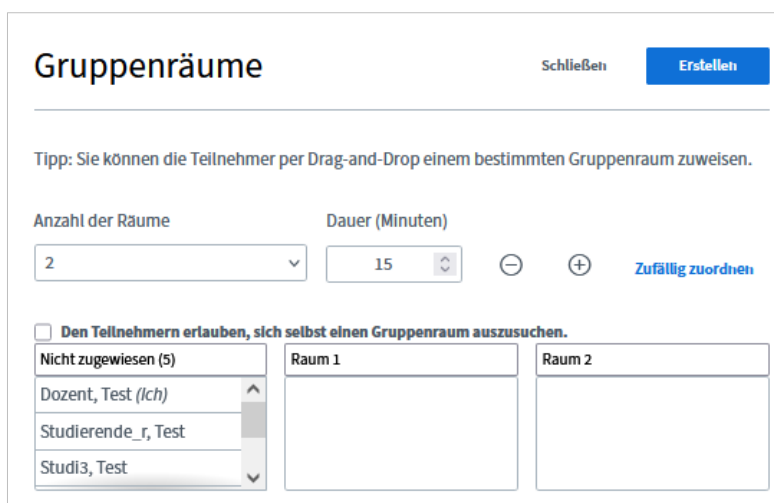 Gruppenräume
Schließen
Erstellen
Tipp: Sie können die Teilnehmer per Drag-and-Drop einem bestimmten Gruppenraum zuweisen.
Anzahl der Räume
Dauer (Minuten)
2
15
Zufällig zuordnen
Den Teilnehmern erlauben, sich selbst einen Gruppenraum auszusuchen.
Nicht zugewiesen (5)
Raum 1
Raum 2
Dozent, Test (Ich)
Studierende_r, Test
Studi3, Test